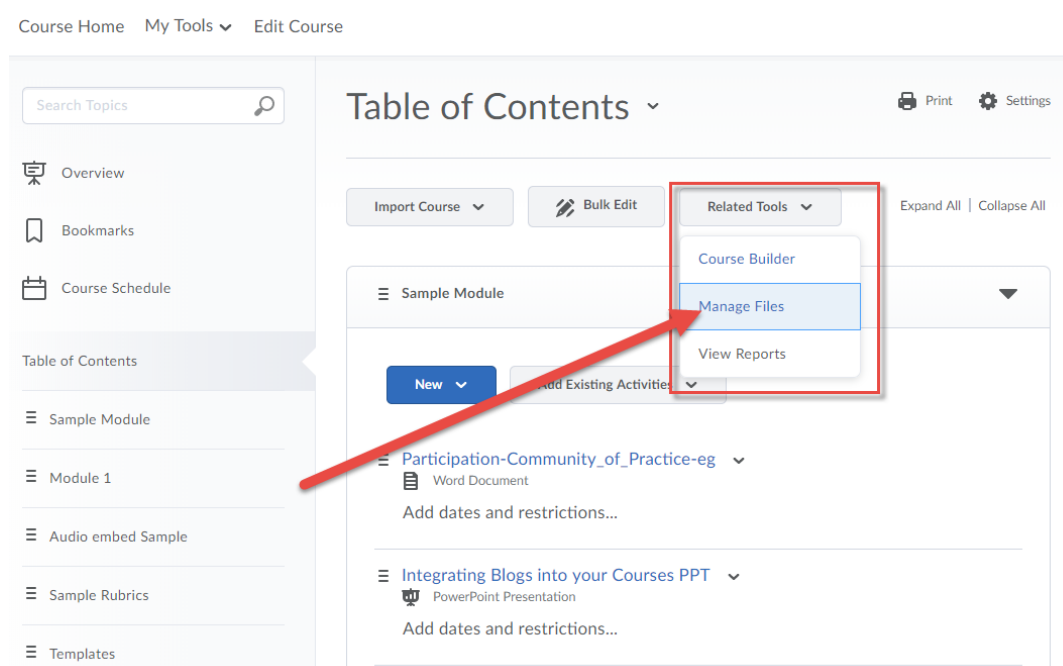 Course Home My Tools Edit Course
Search Topics
Overview
Bookmarks
Course Schedule
Table of Contents
Sample Module
Module 1
Audio embed Sample
Sample Rubrics
Templates
Table of Contents
Print Settings
Import Course Bulk Edit Related Tools Expand All | Collapse All
Course Builder
Manage Files
View Reports
Sample Module
New Add Existing Activities
Participation-Community_of_Practice-eg
Word Document
Add dates and restrictions...
Integrating Blogs into your Courses PPT
PowerPoint Presentation
Add dates and restrictions...